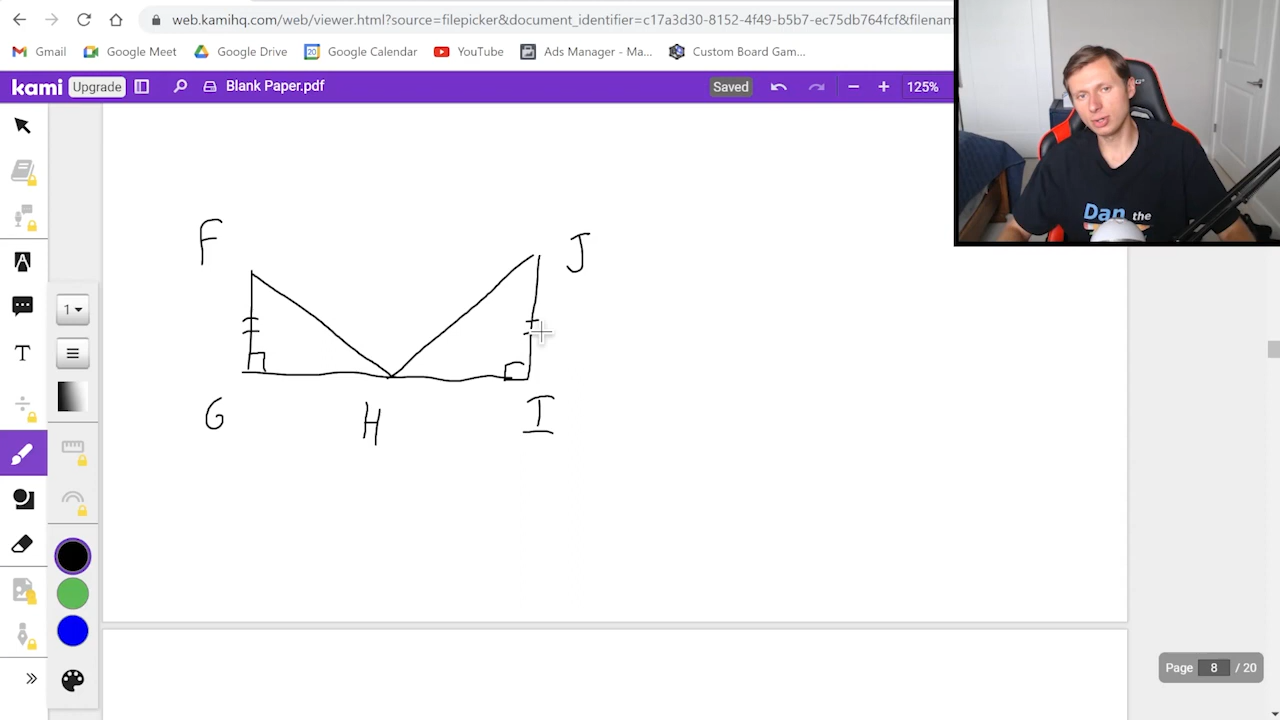 web.kamihq.com/web/viewer.html?source=filepicker&document_identifier=c17a3d30-8152-4f49-b5b7-ec75db764fcf&filenam
Gmail Google Meet Google Drive 20 Google Calendar YouTube Ads Manager - Ma... Custom Board Gam...
kami Upgrade Blank Paper.pdf Saved 125%
Dan the
A
T
1
F
J
G
H
I
Page 8 / 20